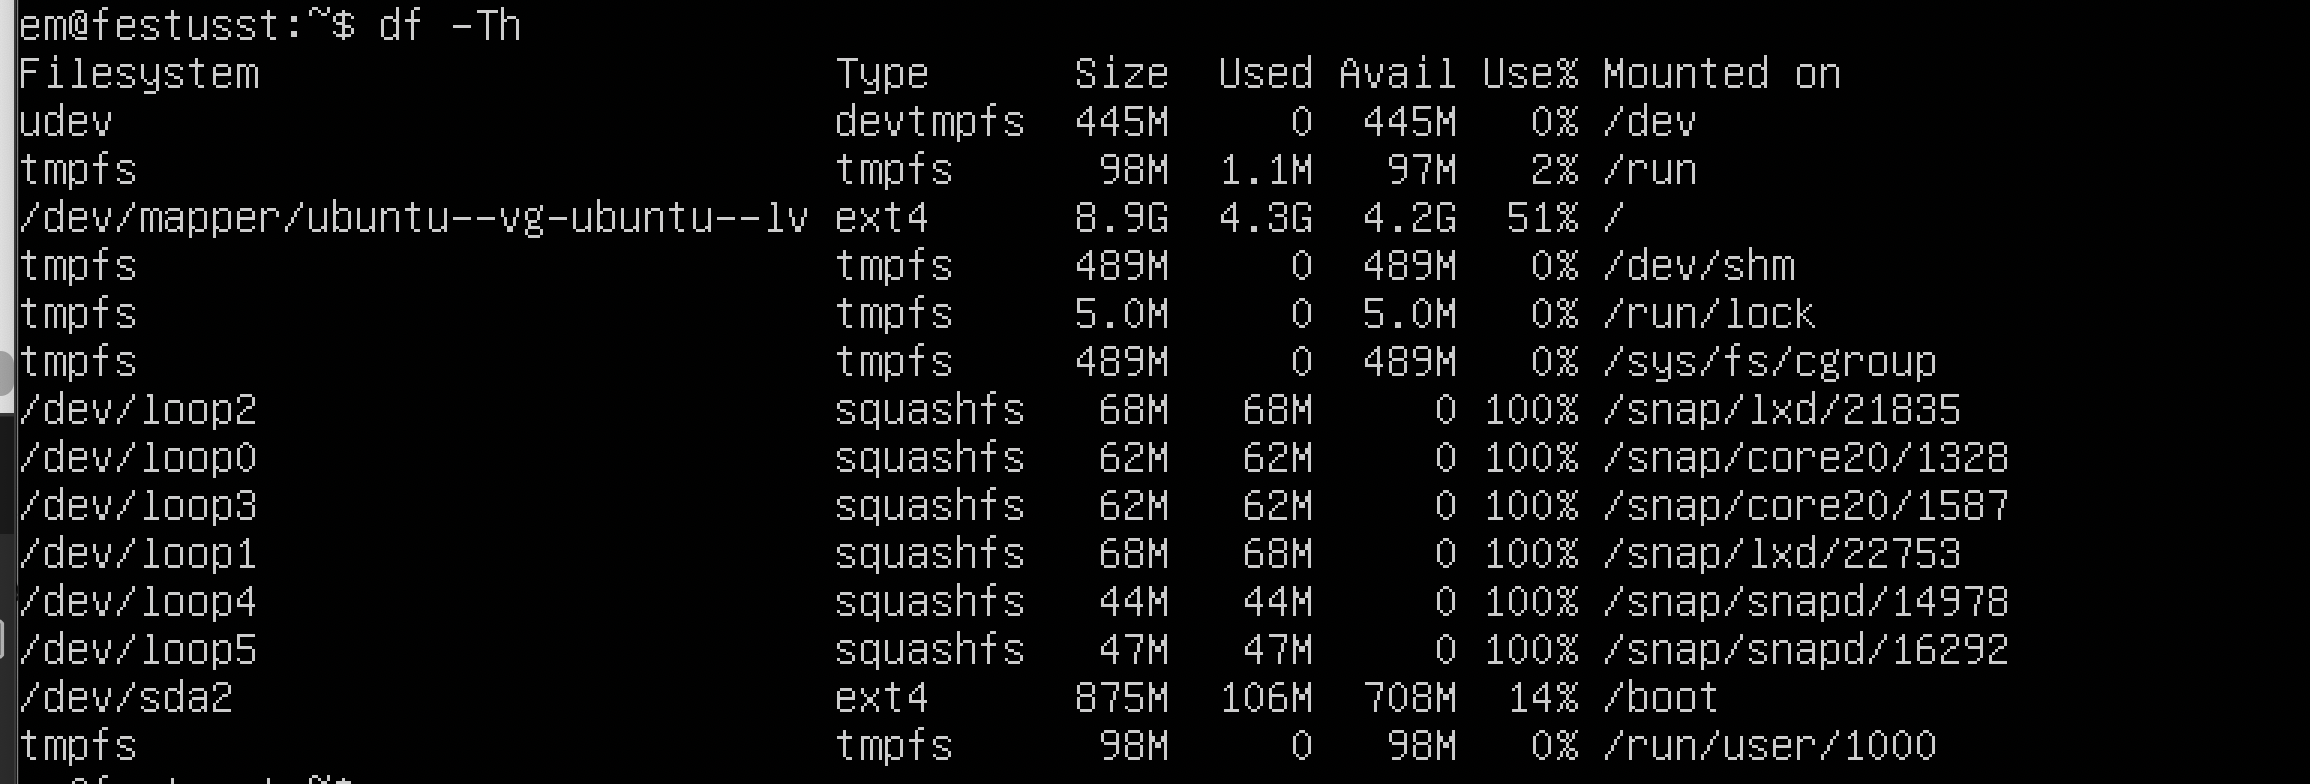 em@festusst:~$ df -Th
Filesystem                        Type      Size  Used Avail Use% Mounted on
udev                              devtmpfs  445M     0  445M   0% /dev
tmpfs                             tmpfs      98M  1.1M   97M   2% /run
/dev/mapper/ubuntu--vg-ubuntu--lv ext4      8.9G  4.3G  4.2G  51% /
tmpfs                             tmpfs     489M     0  489M   0% /dev/shm
tmpfs                             tmpfs     5.0M     0  5.0M   0% /run/lock
tmpfs                             tmpfs     489M     0  489M   0% /sys/fs/cgroup
/dev/loop2                        squashfs   68M   68M     0 100% /snap/lxd/21835
/dev/loop0                        squashfs   62M   62M     0 100% /snap/core20/1328
/dev/loop3                        squashfs   62M   62M     0 100% /snap/core20/1587
/dev/loop1                        squashfs   68M   68M     0 100% /snap/lxd/22753
/dev/loop4                        squashfs   44M   44M     0 100% /snap/snapd/14978
/dev/loop5                        squashfs   47M   47M     0 100% /snap/snapd/16292
/dev/sda2                         ext4      875M  106M  708M  14% /boot
tmpfs                             tmpfs      98M     0   98M   0% /run/user/1000